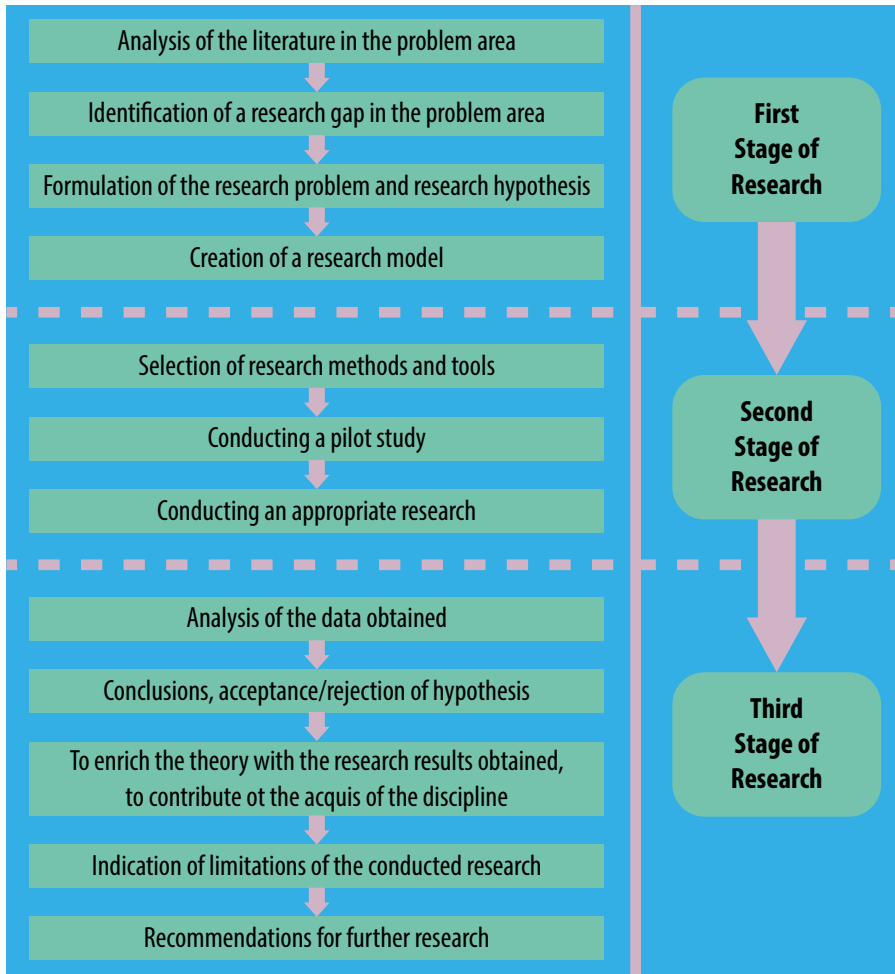 Analysis of the literature in the problem area
Identification of a research gap in the problem area
Formulation of the research problem and research hypothesis
Creation of a research model
First
Stage of
Research
Selection of research methods and tools
Conducting a pilot study
Conducting an appropriate research
Second
Stage of
Research
Analysis of the data obtained
Conclusions, acceptance/rejection of hypothesis
To enrich the theory with the research results obtained,
to contribute ot the acquis of the discipline
Indication of limitations of the conducted research
Recommendations for further research
Third
Stage of
Research